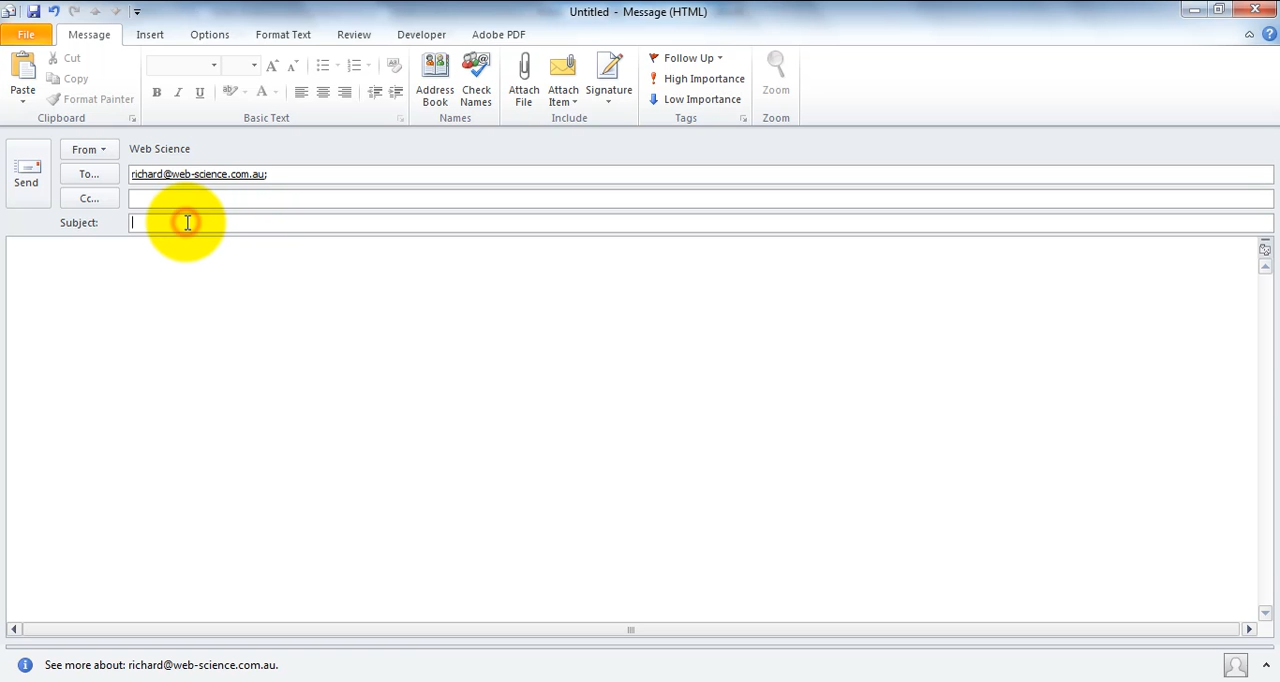 Untitled - Message (HTML)
File Message Insert Options Format Text Review Developer Adobe PDF
Paste Cut Copy Format Painter
Clipboard
A A
B I U A
Basic Text
Address Book Check Names
Names
Attach File Attach Item Signature
Include
Follow Up
High Importance
Low Importance
Tags
Zoom
Zoom
Send
From Web Science
To... richard@web-science.com.au;
Cc...
Subject:
See more about: richard@web-science.com.au.